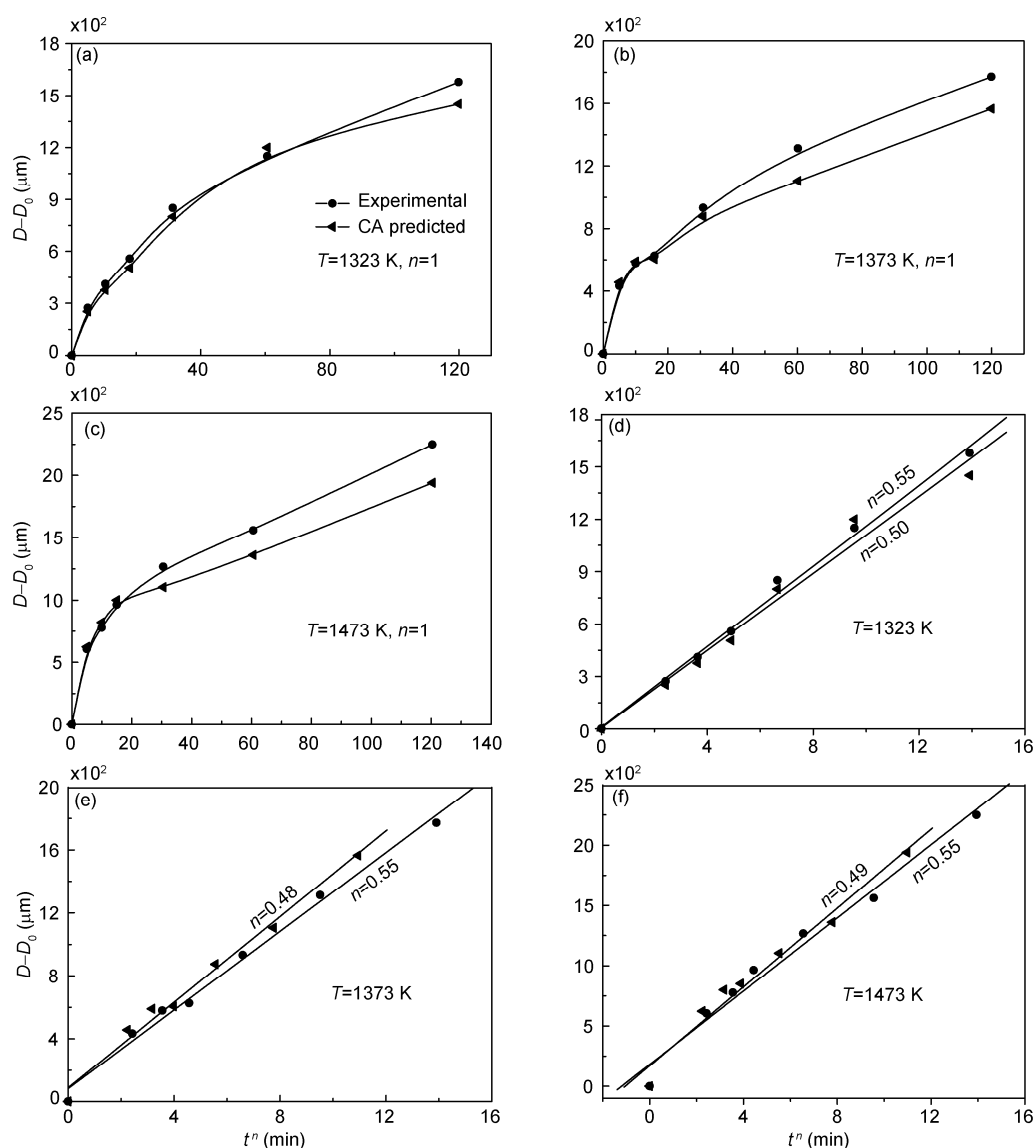 x10²
(a)
18
15
12
9
6
3
0
D–D₀ (μm)
Experimental
CA predicted
T=1323 K, n=1
0 40 80 120
x10²
(b)
20
16
12
8
4
0
T=1373 K, n=1
0 20 40 60 80 100 120
x10²
(c)
25
20
15
10
5
0
D–D₀ (μm)
T=1473 K, n=1
0 20 40 60 80 100 120 140
x10²
(d)
18
15
12
9
6
3
0
n=0.55
n=0.50
T=1323 K
0 4 8 12 16
x10²
(e)
20
16
12
8
4
0
D–D₀ (μm)
n=0.48
n=0.55
T=1373 K
0 4 8 12 16
tⁿ (min)
x10²
(f)
25
20
15
10
5
0
n=0.49
n=0.55
T=1473 K
0 4 8 12 16
tⁿ (min)